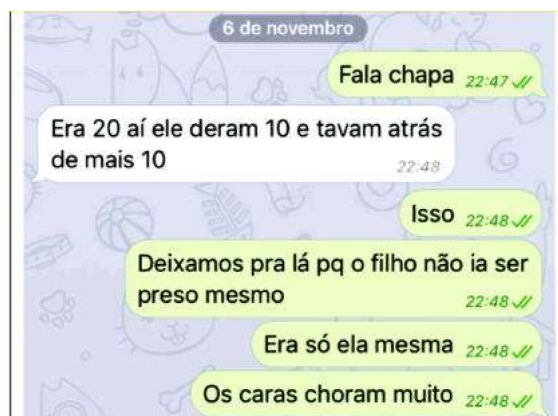 6 de novembro
Fala chapa 22:47
Era 20 aí ele deram 10 e tavam atrás
de mais 10
22:48
Isso 22:48
Deixamos pra lá pq o filho não ia ser
preso mesmo
22:48
Era só ela mesma 22:48
Os caras choram muito 22:48